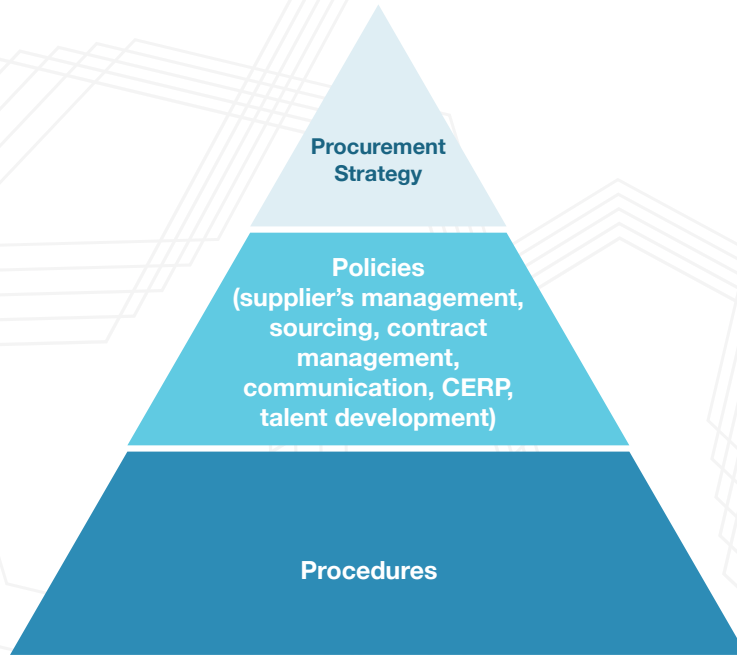 Procurement
Strategy
Policies
(supplier’s management,
sourcing, contract
management,
communication, CERP,
talent development)
Procedures